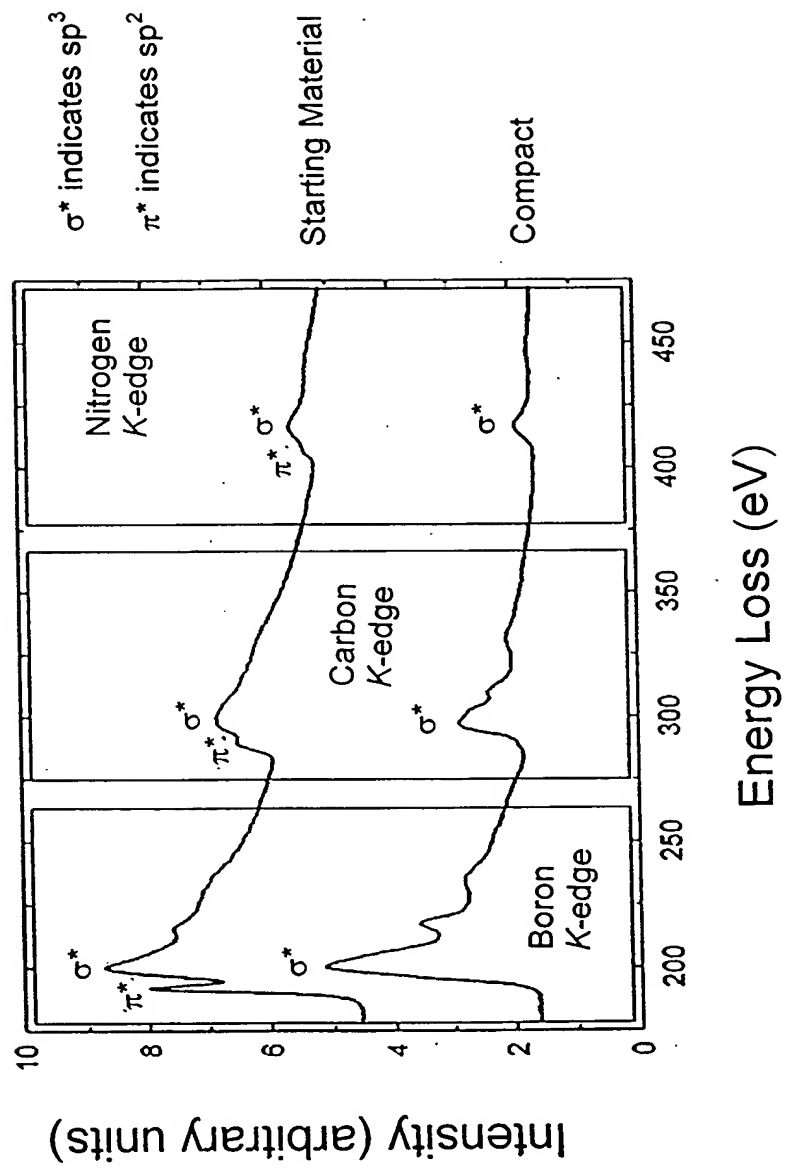 σ* indicates sp³
π* indicates sp²
Starting Material
Compact
Nitrogen
K-edge
Carbon
K-edge
Boron
K-edge
π*
σ*
π*
σ*
π*
σ*
σ*
σ*
σ*
10
8
6
4
2
0
200
250
300
350
400
450
Energy Loss (eV)
Intensity (arbitrary units)